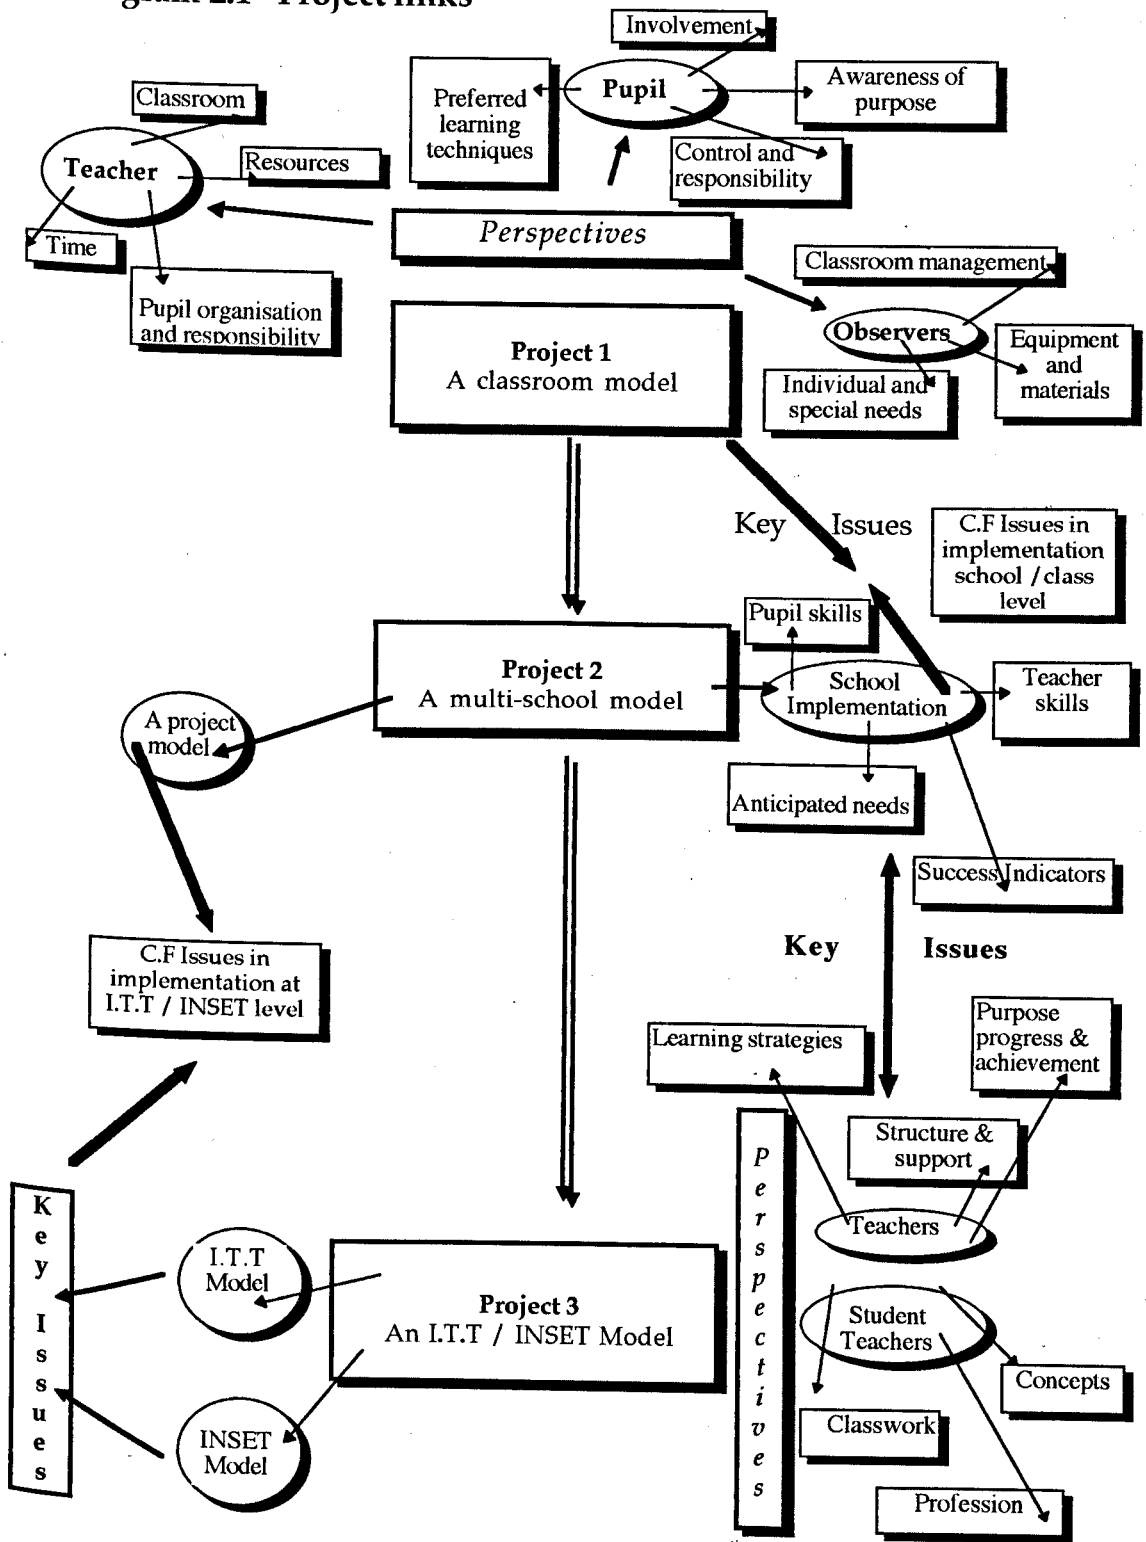 Project links
Involvement
Pupil
Preferred
learning
techniques
Awareness of
purpose
Control and
responsibility
Classroom
Teacher
Resources
Time
Pupil organisation
and responsibility
Perspectives
Classroom management
Observers
Equipment
and
materials
Individual and
special needs
Project 1
A classroom model
Key Issues
C.F Issues in
implementation
school / class
level
Pupil skills
Project 2
A multi-school model
School
Implementation
Teacher
skills
A project
model
Anticipated needs
Success Indicators
Key Issues
C.F Issues in
implementation at
I.T.T / INSET level
Learning strategies
Purpose
progress &
achievement
Structure &
support
Perspectives
Teachers
Key Issues
I.T.T
Model
Project 3
An I.T.T / INSET Model
Student
Teachers
Concepts
Classwork
INSET
Model
Profession